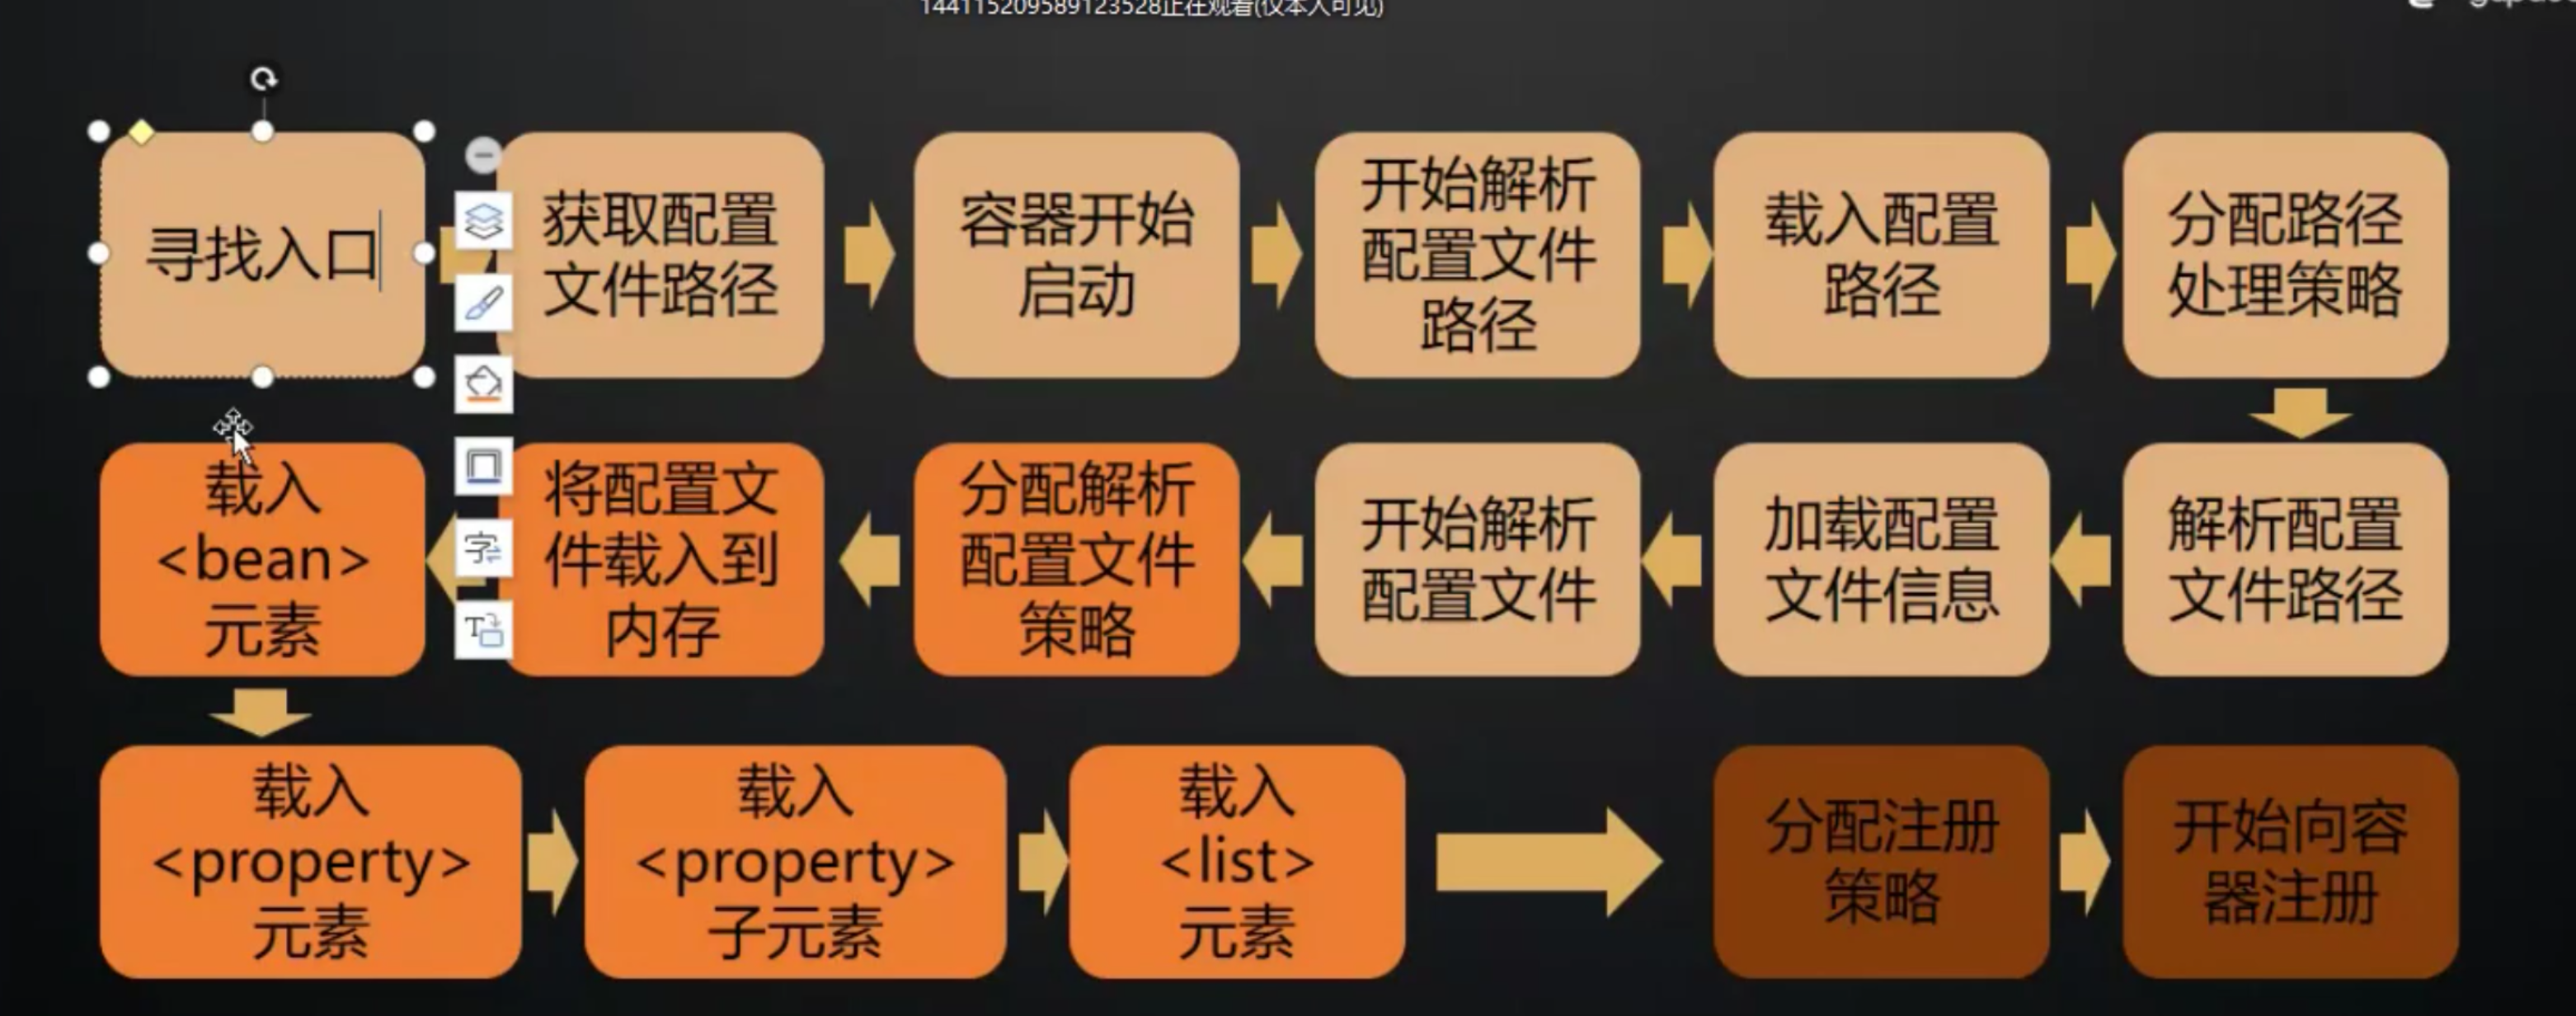 144115209589123528正在观看(仅本人可见)
寻找入口
获取配置
文件路径
容器开始
启动
开始解析
配置文件
路径
载入配置
路径
分配路径
处理策略
解析配置
文件路径
加载配置
文件信息
开始解析
配置文件
分配解析
配置文件
策略
将配置文
件载入到
内存
载入
<bean>
元素
载入
<property>
元素
载入
<property>
子元素
载入
<list>
元素
分配注册
策略
开始向容
器注册